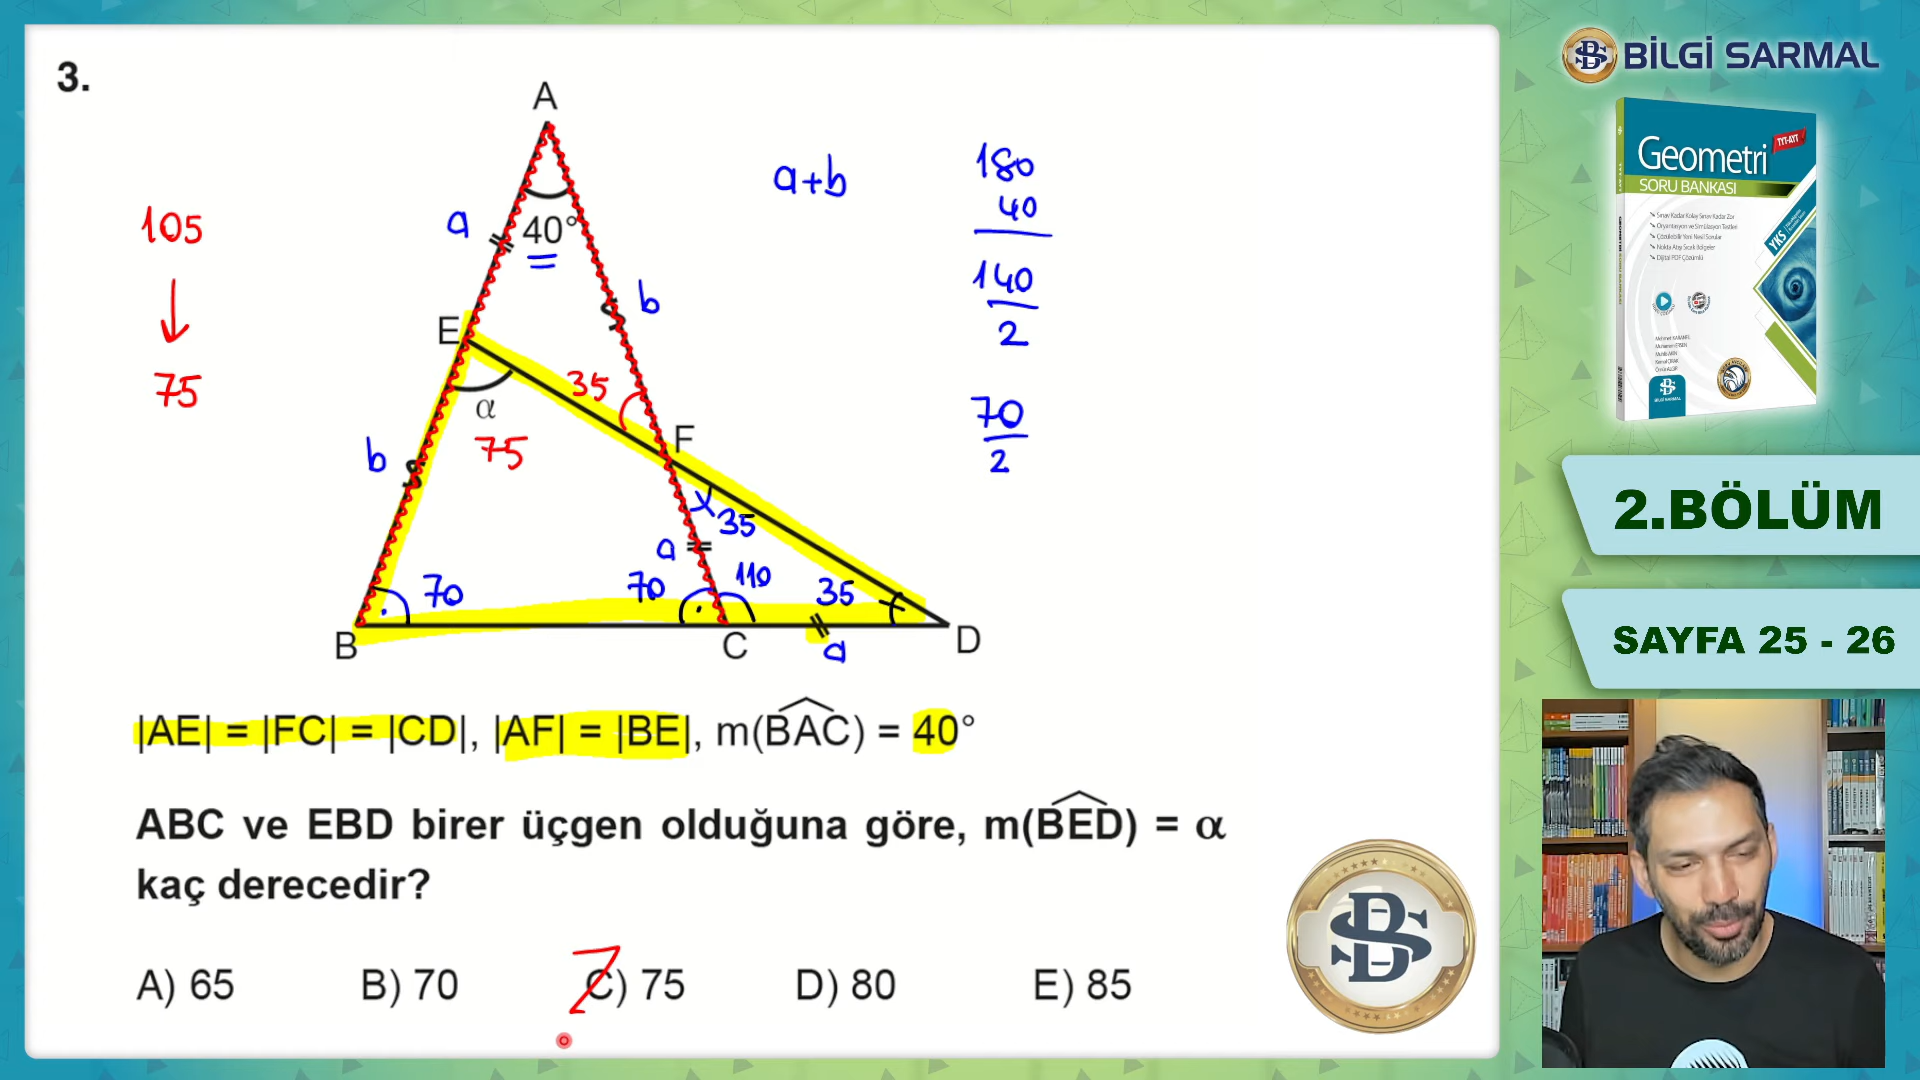 3.
A
a
40°
b
a+b
180
40
140
2
70
2
105
75
E
α
75
35
F
b
35
a
70
70
110
35
B
C
a
D
|AE| = |FC| = |CD|, |AF| = |BE|, m(BAC) = 40°
ABC ve EBD birer üçgen olduğuna göre, m(BED) = α
kaç derecedir?
A) 65 B) 70 C) 75 D) 80 E) 85
BİLGİ SARMAL
Geometri
TYT-AYT
SORU BANKASI
YKS
2.BÖLÜM
SAYFA 25 - 26